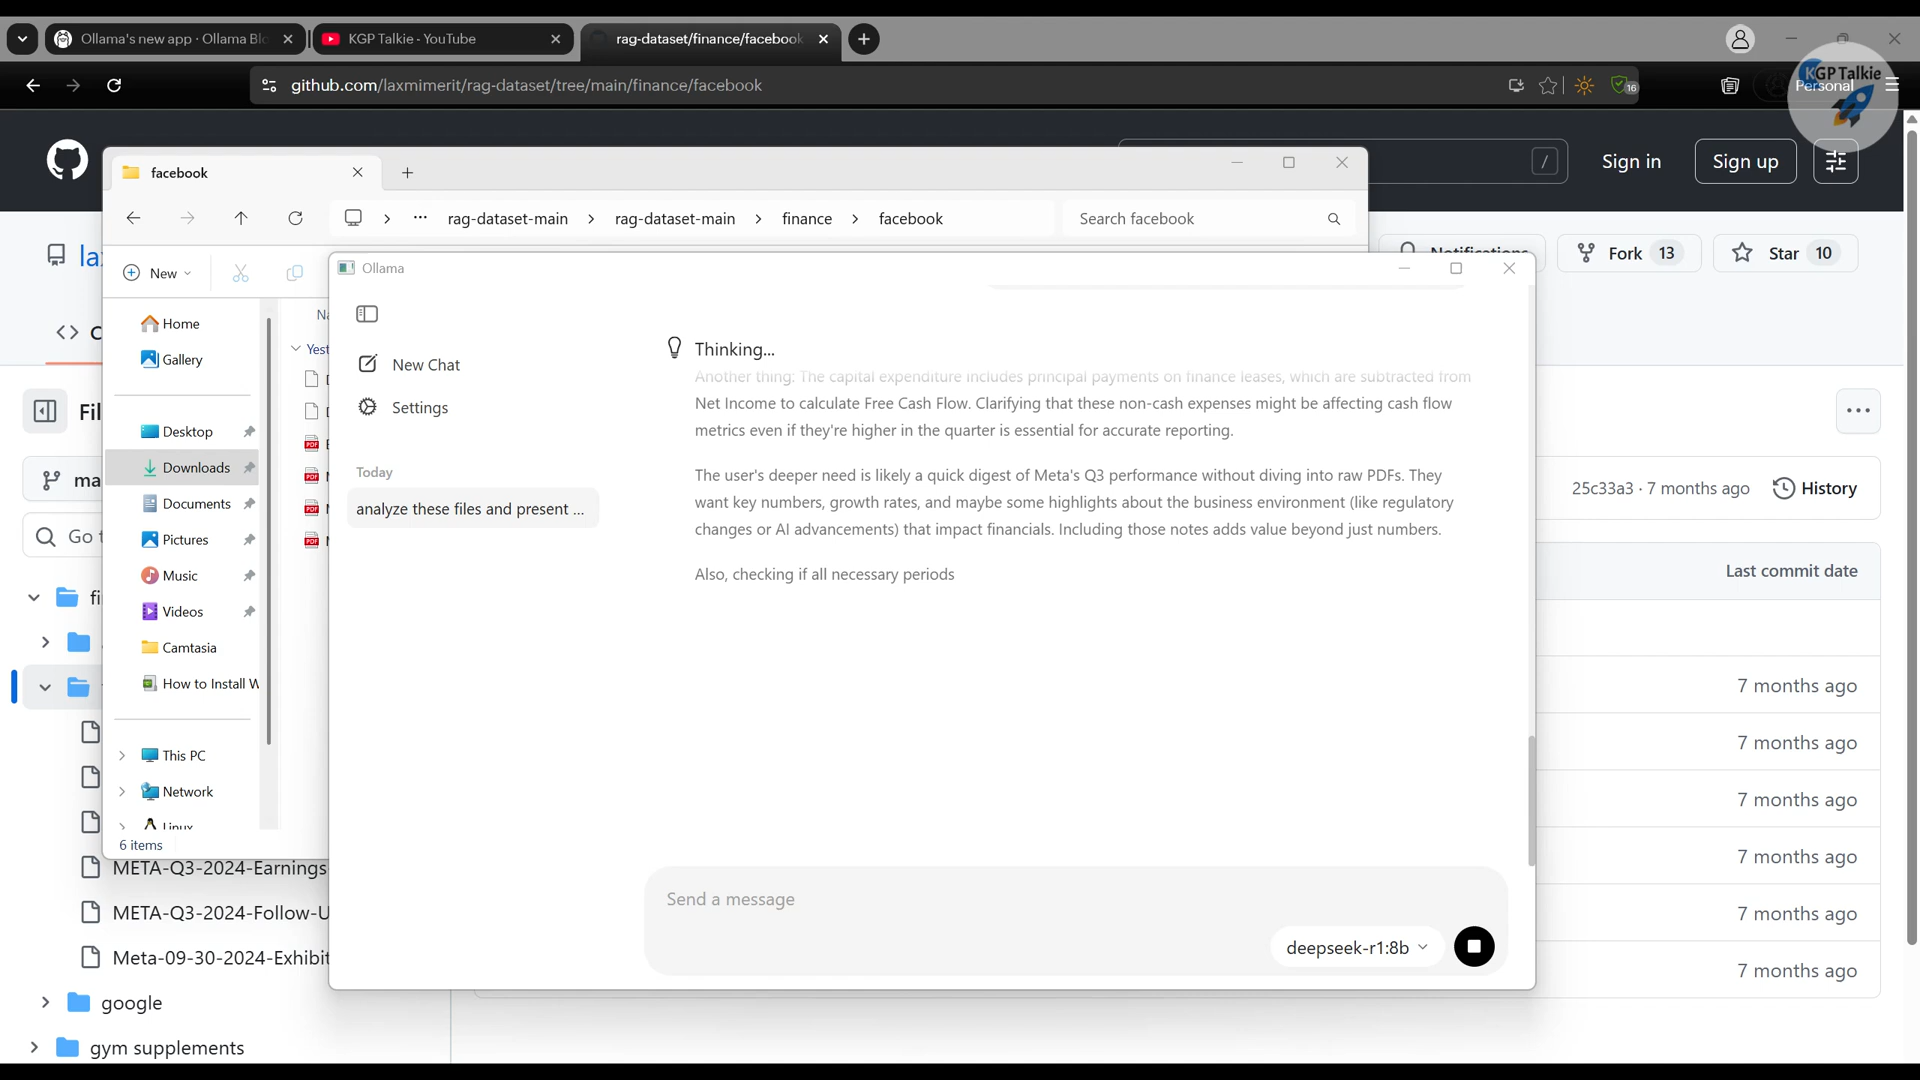 Ollama's new app · Ollama Blo
KGP Talkie - YouTube
rag-dataset/finance/facebook
github.com/laxmimerit/rag-dataset/tree/main/finance/facebook
16
Personal
KGP Talkie
/
Sign in
Sign up
facebook
rag-dataset-main
rag-dataset-main
finance
facebook
Search facebook
la
Notifications
Fork 13
Star 10
New
Ollama
Home
Gallery
Desktop
Downloads
Documents
Pictures
Music
Videos
Camtasia
How to Install W
This PC
Network
Linux
6 items
Na
Yest
New Chat
Settings
Today
analyze these files and present ...
Thinking...
Another thing: The capital expenditure includes principal payments on finance leases, which are subtracted from
Net Income to calculate Free Cash Flow. Clarifying that these non-cash expenses might be affecting cash flow
metrics even if they're higher in the quarter is essential for accurate reporting.
The user's deeper need is likely a quick digest of Meta's Q3 performance without diving into raw PDFs. They
want key numbers, growth rates, and maybe some highlights about the business environment (like regulatory
changes or AI advancements) that impact financials. Including those notes adds value beyond just numbers.
Also, checking if all necessary periods
Send a message
deepseek-r1:8b
Fil
ma
Go t
25c33a3 · 7 months ago
History
Last commit date
7 months ago
7 months ago
7 months ago
7 months ago
7 months ago
7 months ago
fi
META-Q3-2024-Earnings
META-Q3-2024-Follow-U
Meta-09-30-2024-Exhibit
google
gym supplements